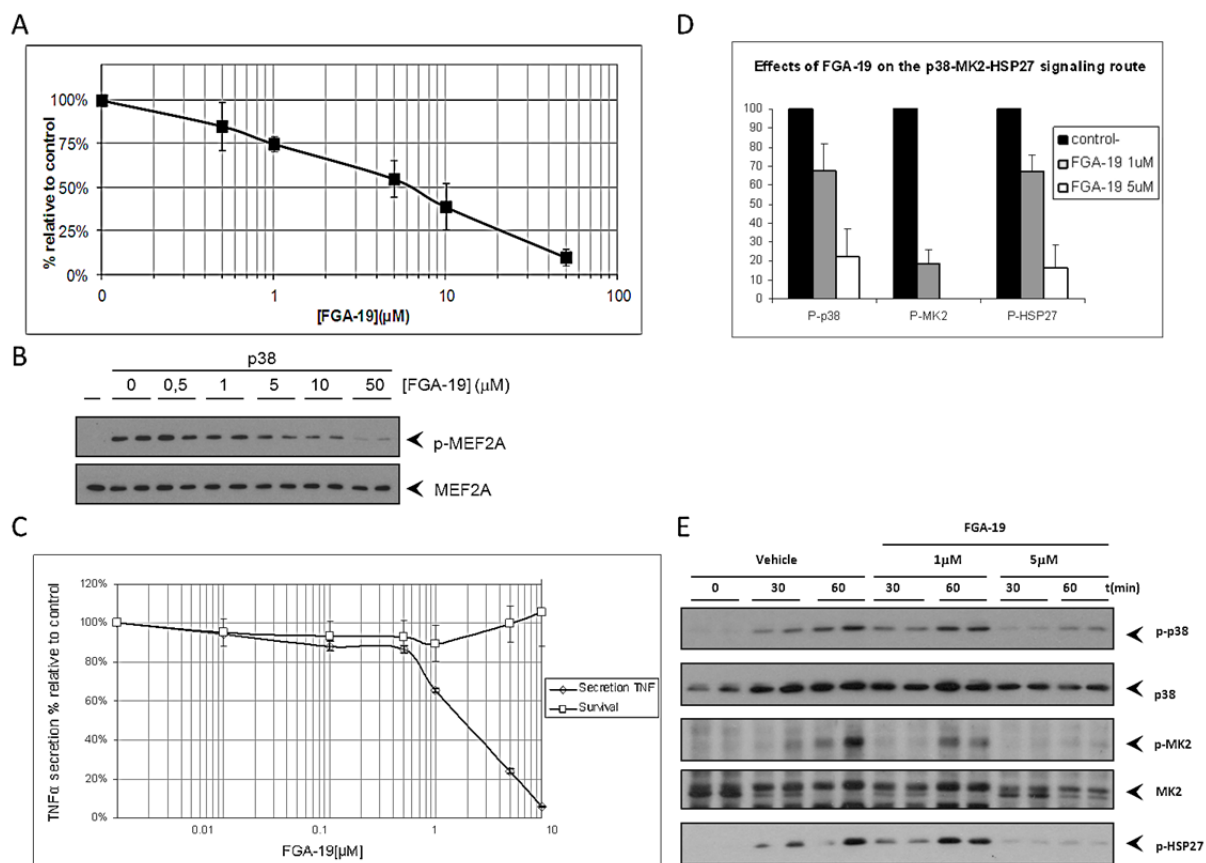 A
% relative to control
100%
75%
50%
25%
0%
0 1 10 100
[FGA-19](µM)
B
p38
0 0,5 1 5 10 50 [FGA-19] (µM)
p-MEF2A
MEF2A
C
TNFα secretion % relative to control
120%
100%
80%
60%
40%
20%
0%
0.01 0.1 1 10
FGA-19[µM]
Secretion TNF
Survival
D
Effects of FGA-19 on the p38-MK2-HSP27 signaling route
100
90
80
70
60
50
40
30
20
10
0
P-p38 P-MK2 P-HSP27
control-
FGA-19 1uM
FGA-19 5uM
E
FGA-19
Vehicle 1µM 5µM
0 30 60 30 60 30 60 t(min)
p-p38
p38
p-MK2
MK2
p-HSP27